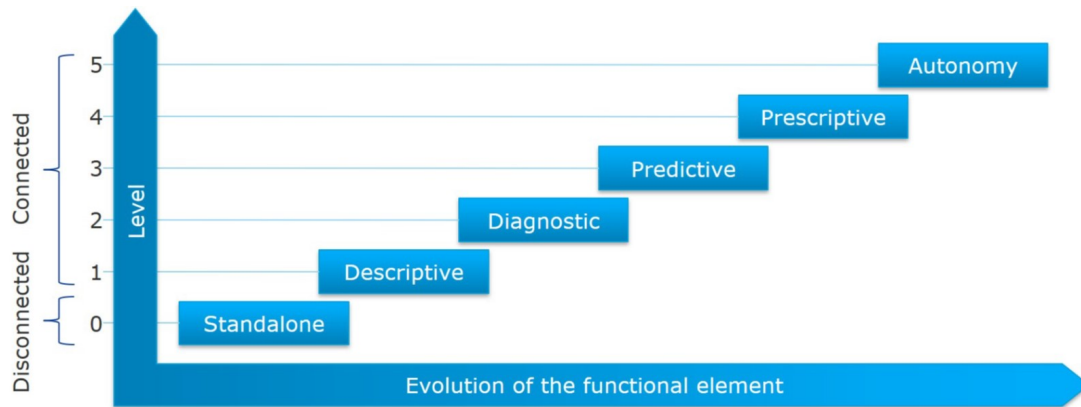 5
Autonomy
4
Prescriptive
Connected
3
Predictive
Level
2
Diagnostic
1
Descriptive
Disconnected
0
Standalone
Evolution of the functional element